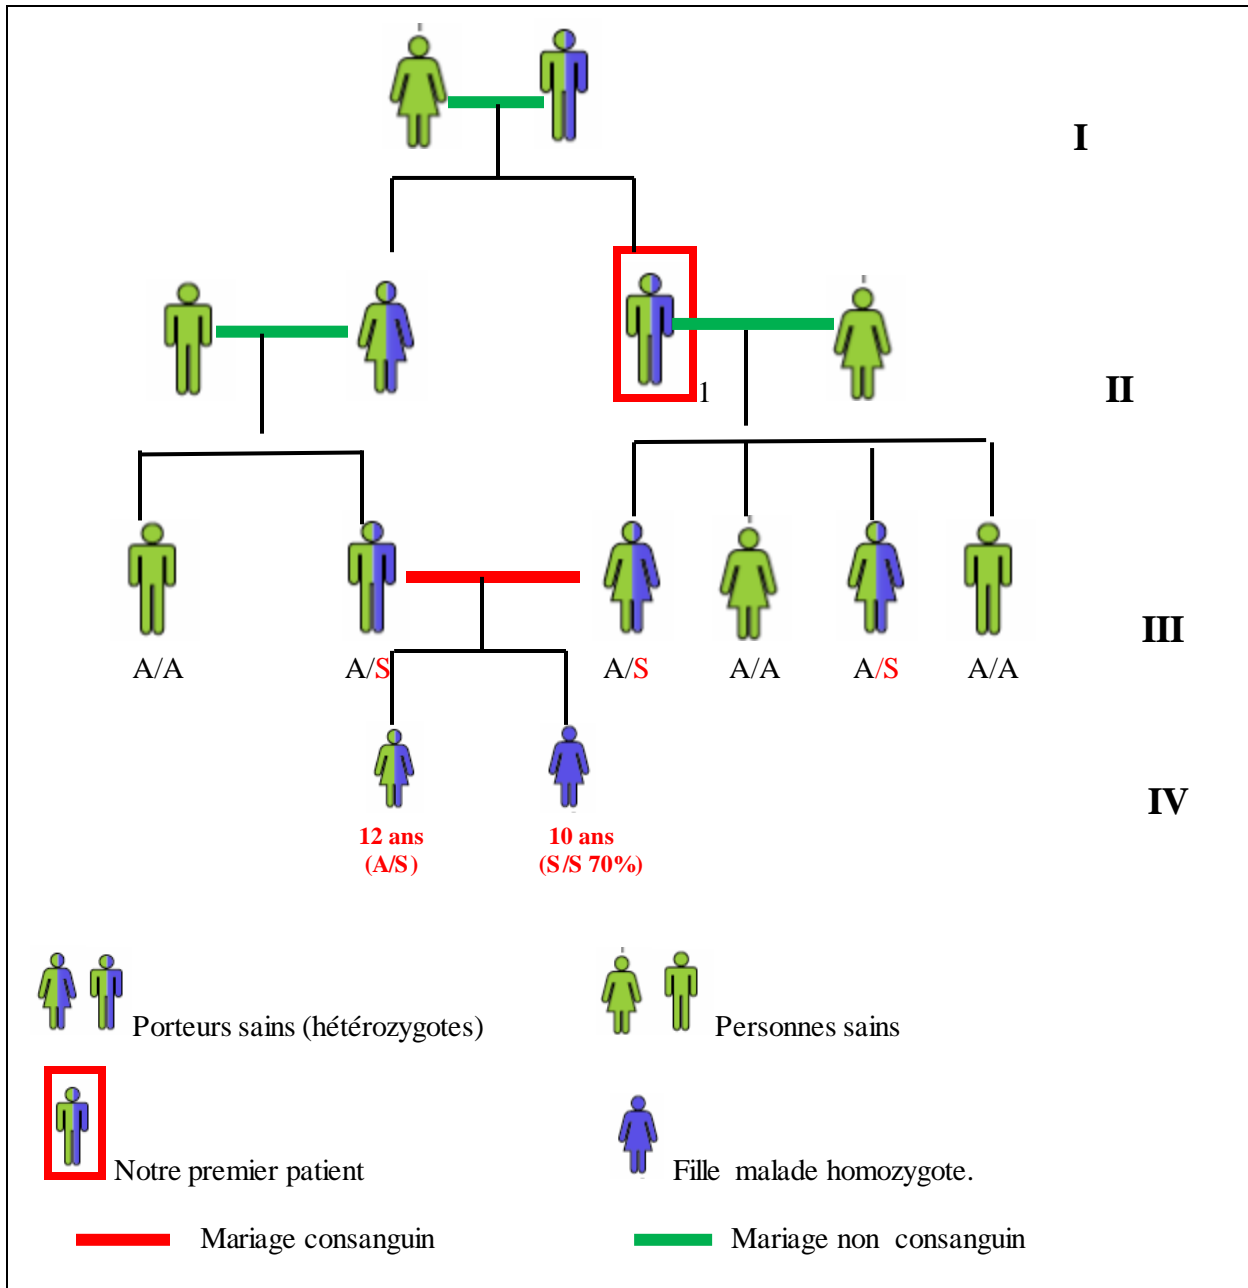 I
1
II
A/A A/S A/S A/A A/S A/A
III
12 ans 10 ans
(A/S) (S/S 70%)
IV
Porteurs sains (hétérozygotes) Personnes sains
Notre premier patient Fille malade homozygote.
Mariage consanguin Mariage non consanguin